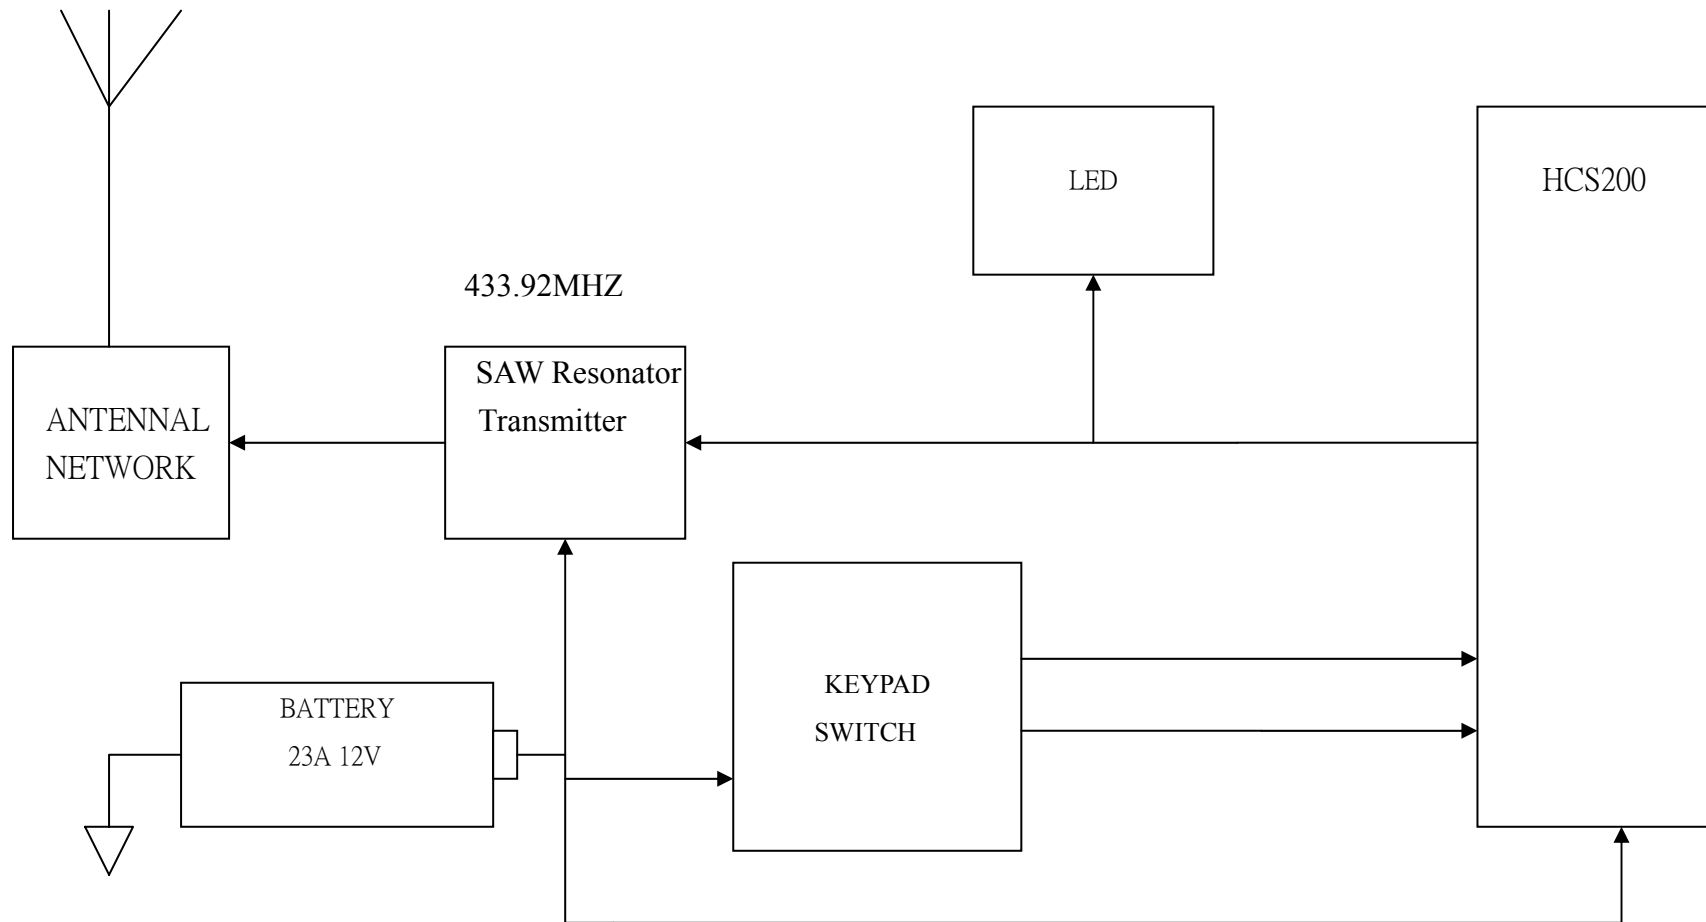 LED
HCS200
433.92MHZ
SAW Resonator
Transmitter
ANTENNAL
NETWORK
KEYPAD
SWITCH
BATTERY
23A 12V